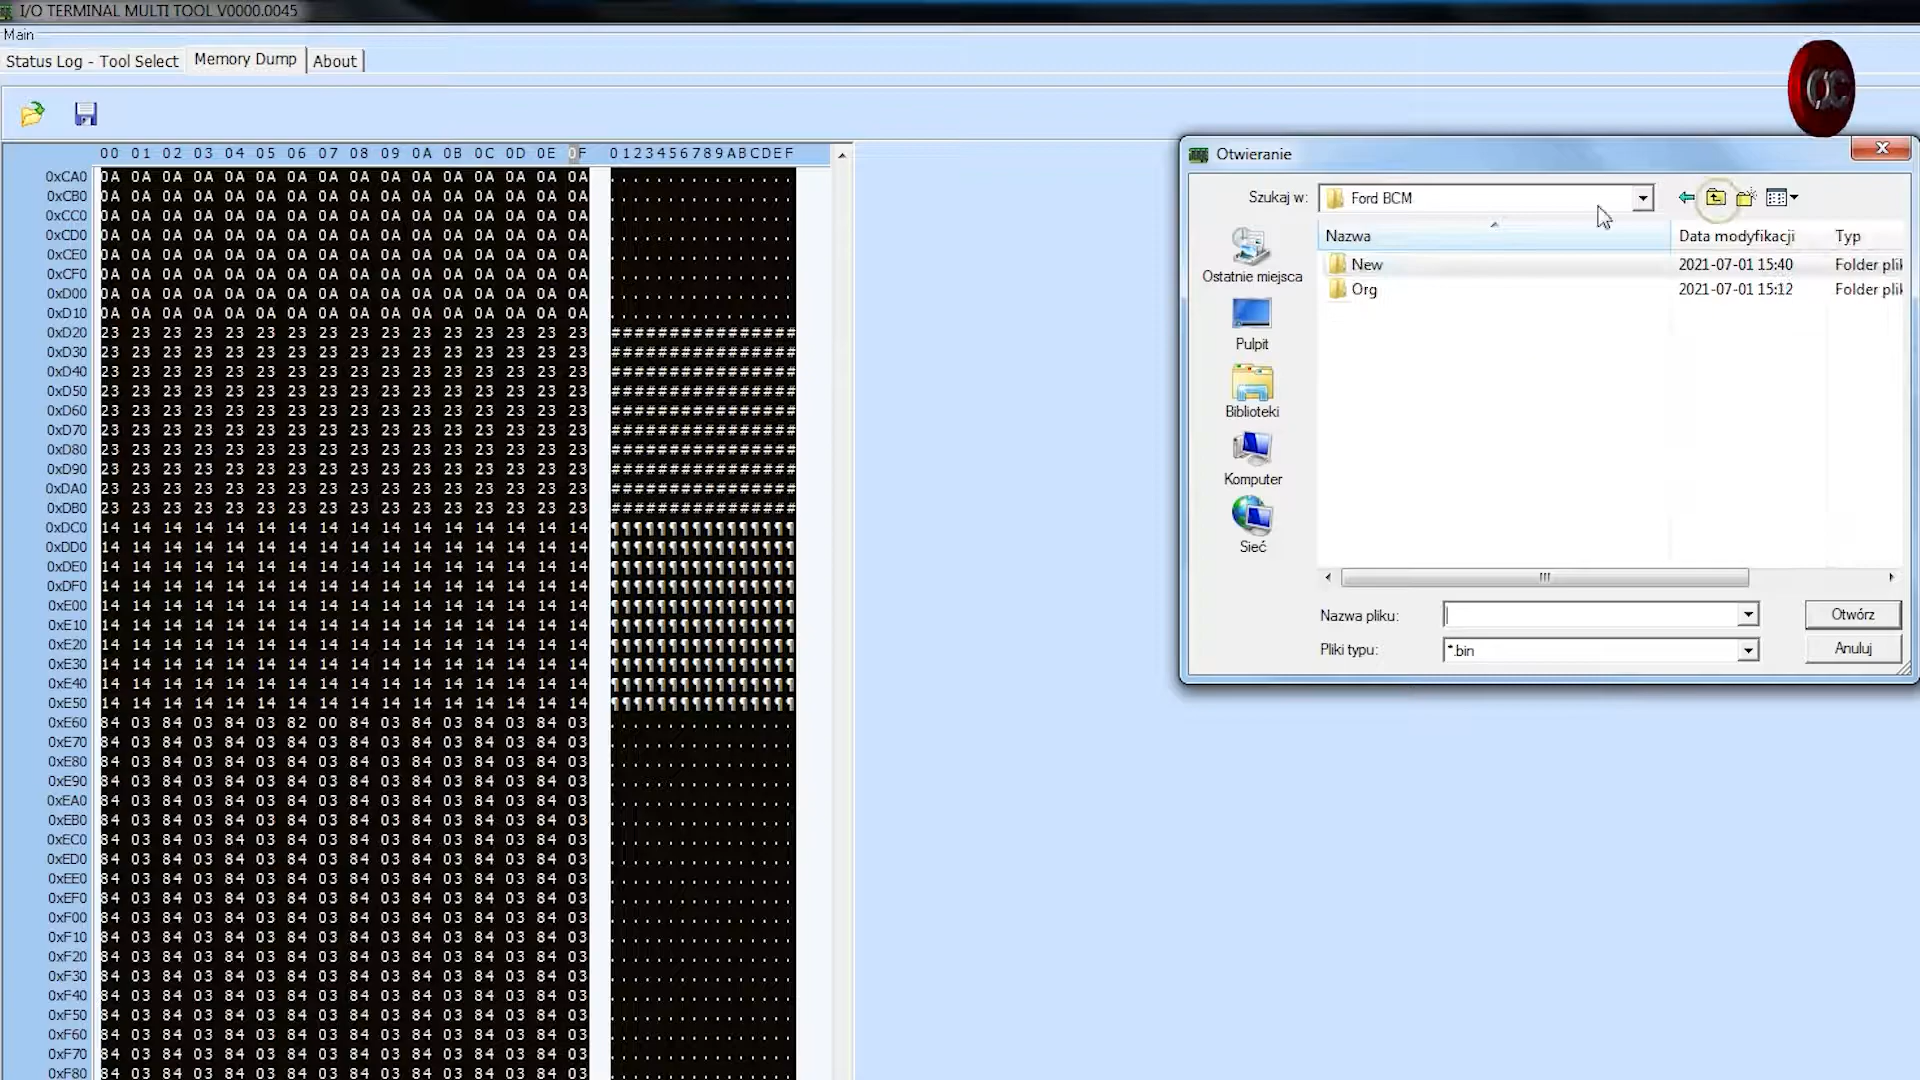 I/O TERMINAL MULTI TOOL V0000.0045
Main
Status Log - Tool Select
Memory Dump
About
00 01 02 03 04 05 06 07 08 09 0A 0B 0C 0D 0E 0F 0123456789ABCDEF
0xCA0 0A 0A 0A 0A 0A 0A 0A 0A 0A 0A 0A 0A 0A 0A 0A 0A ................
0xCB0 0A 0A 0A 0A 0A 0A 0A 0A 0A 0A 0A 0A 0A 0A 0A 0A ................
0xCC0 0A 0A 0A 0A 0A 0A 0A 0A 0A 0A 0A 0A 0A 0A 0A 0A ................
0xCD0 0A 0A 0A 0A 0A 0A 0A 0A 0A 0A 0A 0A 0A 0A 0A 0A ................
0xCE0 0A 0A 0A 0A 0A 0A 0A 0A 0A 0A 0A 0A 0A 0A 0A 0A ................
0xCF0 0A 0A 0A 0A 0A 0A 0A 0A 0A 0A 0A 0A 0A 0A 0A 0A ................
0xD00 0A 0A 0A 0A 0A 0A 0A 0A 0A 0A 0A 0A 0A 0A 0A 0A ................
0xD10 0A 0A 0A 0A 0A 0A 0A 0A 0A 0A 0A 0A 0A 0A 0A 0A ................
0xD20 23 23 23 23 23 23 23 23 23 23 23 23 23 23 23 23 ################
0xD30 23 23 23 23 23 23 23 23 23 23 23 23 23 23 23 23 ################
0xD40 23 23 23 23 23 23 23 23 23 23 23 23 23 23 23 23 ################
0xD50 23 23 23 23 23 23 23 23 23 23 23 23 23 23 23 23 ################
0xD60 23 23 23 23 23 23 23 23 23 23 23 23 23 23 23 23 ################
0xD70 23 23 23 23 23 23 23 23 23 23 23 23 23 23 23 23 ################
0xD80 23 23 23 23 23 23 23 23 23 23 23 23 23 23 23 23 ################
0xD90 23 23 23 23 23 23 23 23 23 23 23 23 23 23 23 23 ################
0xDA0 23 23 23 23 23 23 23 23 23 23 23 23 23 23 23 23 ################
0xDB0 23 23 23 23 23 23 23 23 23 23 23 23 23 23 23 23 ################
0xDC0 14 14 14 14 14 14 14 14 14 14 14 14 14 14 14 14 ¶¶¶¶¶¶¶¶¶¶¶¶¶¶¶¶
0xDD0 14 14 14 14 14 14 14 14 14 14 14 14 14 14 14 14 ¶¶¶¶¶¶¶¶¶¶¶¶¶¶¶¶
0xDE0 14 14 14 14 14 14 14 14 14 14 14 14 14 14 14 14 ¶¶¶¶¶¶¶¶¶¶¶¶¶¶¶¶
0xDF0 14 14 14 14 14 14 14 14 14 14 14 14 14 14 14 14 ¶¶¶¶¶¶¶¶¶¶¶¶¶¶¶¶
0xE00 14 14 14 14 14 14 14 14 14 14 14 14 14 14 14 14 ¶¶¶¶¶¶¶¶¶¶¶¶¶¶¶¶
0xE10 14 14 14 14 14 14 14 14 14 14 14 14 14 14 14 14 ¶¶¶¶¶¶¶¶¶¶¶¶¶¶¶¶
0xE20 14 14 14 14 14 14 14 14 14 14 14 14 14 14 14 14 ¶¶¶¶¶¶¶¶¶¶¶¶¶¶¶¶
0xE30 14 14 14 14 14 14 14 14 14 14 14 14 14 14 14 14 ¶¶¶¶¶¶¶¶¶¶¶¶¶¶¶¶
0xE40 14 14 14 14 14 14 14 14 14 14 14 14 14 14 14 14 ¶¶¶¶¶¶¶¶¶¶¶¶¶¶¶¶
0xE50 14 14 14 14 14 14 14 14 14 14 14 14 14 14 14 14 ¶¶¶¶¶¶¶¶¶¶¶¶¶¶¶¶
0xE60 84 03 84 03 84 03 82 00 84 03 84 03 84 03 84 03 ................
0xE70 84 03 84 03 84 03 84 03 84 03 84 03 84 03 84 03 ................
0xE80 84 03 84 03 84 03 84 03 84 03 84 03 84 03 84 03 ................
0xE90 84 03 84 03 84 03 84 03 84 03 84 03 84 03 84 03 ................
0xEA0 84 03 84 03 84 03 84 03 84 03 84 03 84 03 84 03 ................
0xEB0 84 03 84 03 84 03 84 03 84 03 84 03 84 03 84 03 ................
0xEC0 84 03 84 03 84 03 84 03 84 03 84 03 84 03 84 03 ................
0xED0 84 03 84 03 84 03 84 03 84 03 84 03 84 03 84 03 ................
0xEE0 84 03 84 03 84 03 84 03 84 03 84 03 84 03 84 03 ................
0xEF0 84 03 84 03 84 03 84 03 84 03 84 03 84 03 84 03 ................
0xF00 84 03 84 03 84 03 84 03 84 03 84 03 84 03 84 03 ................
0xF10 84 03 84 03 84 03 84 03 84 03 84 03 84 03 84 03 ................
0xF20 84 03 84 03 84 03 84 03 84 03 84 03 84 03 84 03 ................
0xF30 84 03 84 03 84 03 84 03 84 03 84 03 84 03 84 03 ................
0xF40 84 03 84 03 84 03 84 03 84 03 84 03 84 03 84 03 ................
0xF50 84 03 84 03 84 03 84 03 84 03 84 03 84 03 84 03 ................
0xF60 84 03 84 03 84 03 84 03 84 03 84 03 84 03 84 03 ................
0xF70 84 03 84 03 84 03 84 03 84 03 84 03 84 03 84 03 ................
0xF80 84 03 84 03 84 03 84 03 84 03 84 03 84 03 84 03 ................
Otwieranie
Szukaj w: Ford BCM
Nazwa Data modyfikacji Typ
New 2021-07-01 15:40 Folder plik
Org 2021-07-01 15:12 Folder plik
Ostatnie miejsca
Pulpit
Biblioteki
Komputer
Sieć
Nazwa pliku:
Otwórz
Pliki typu: *.bin
Anuluj